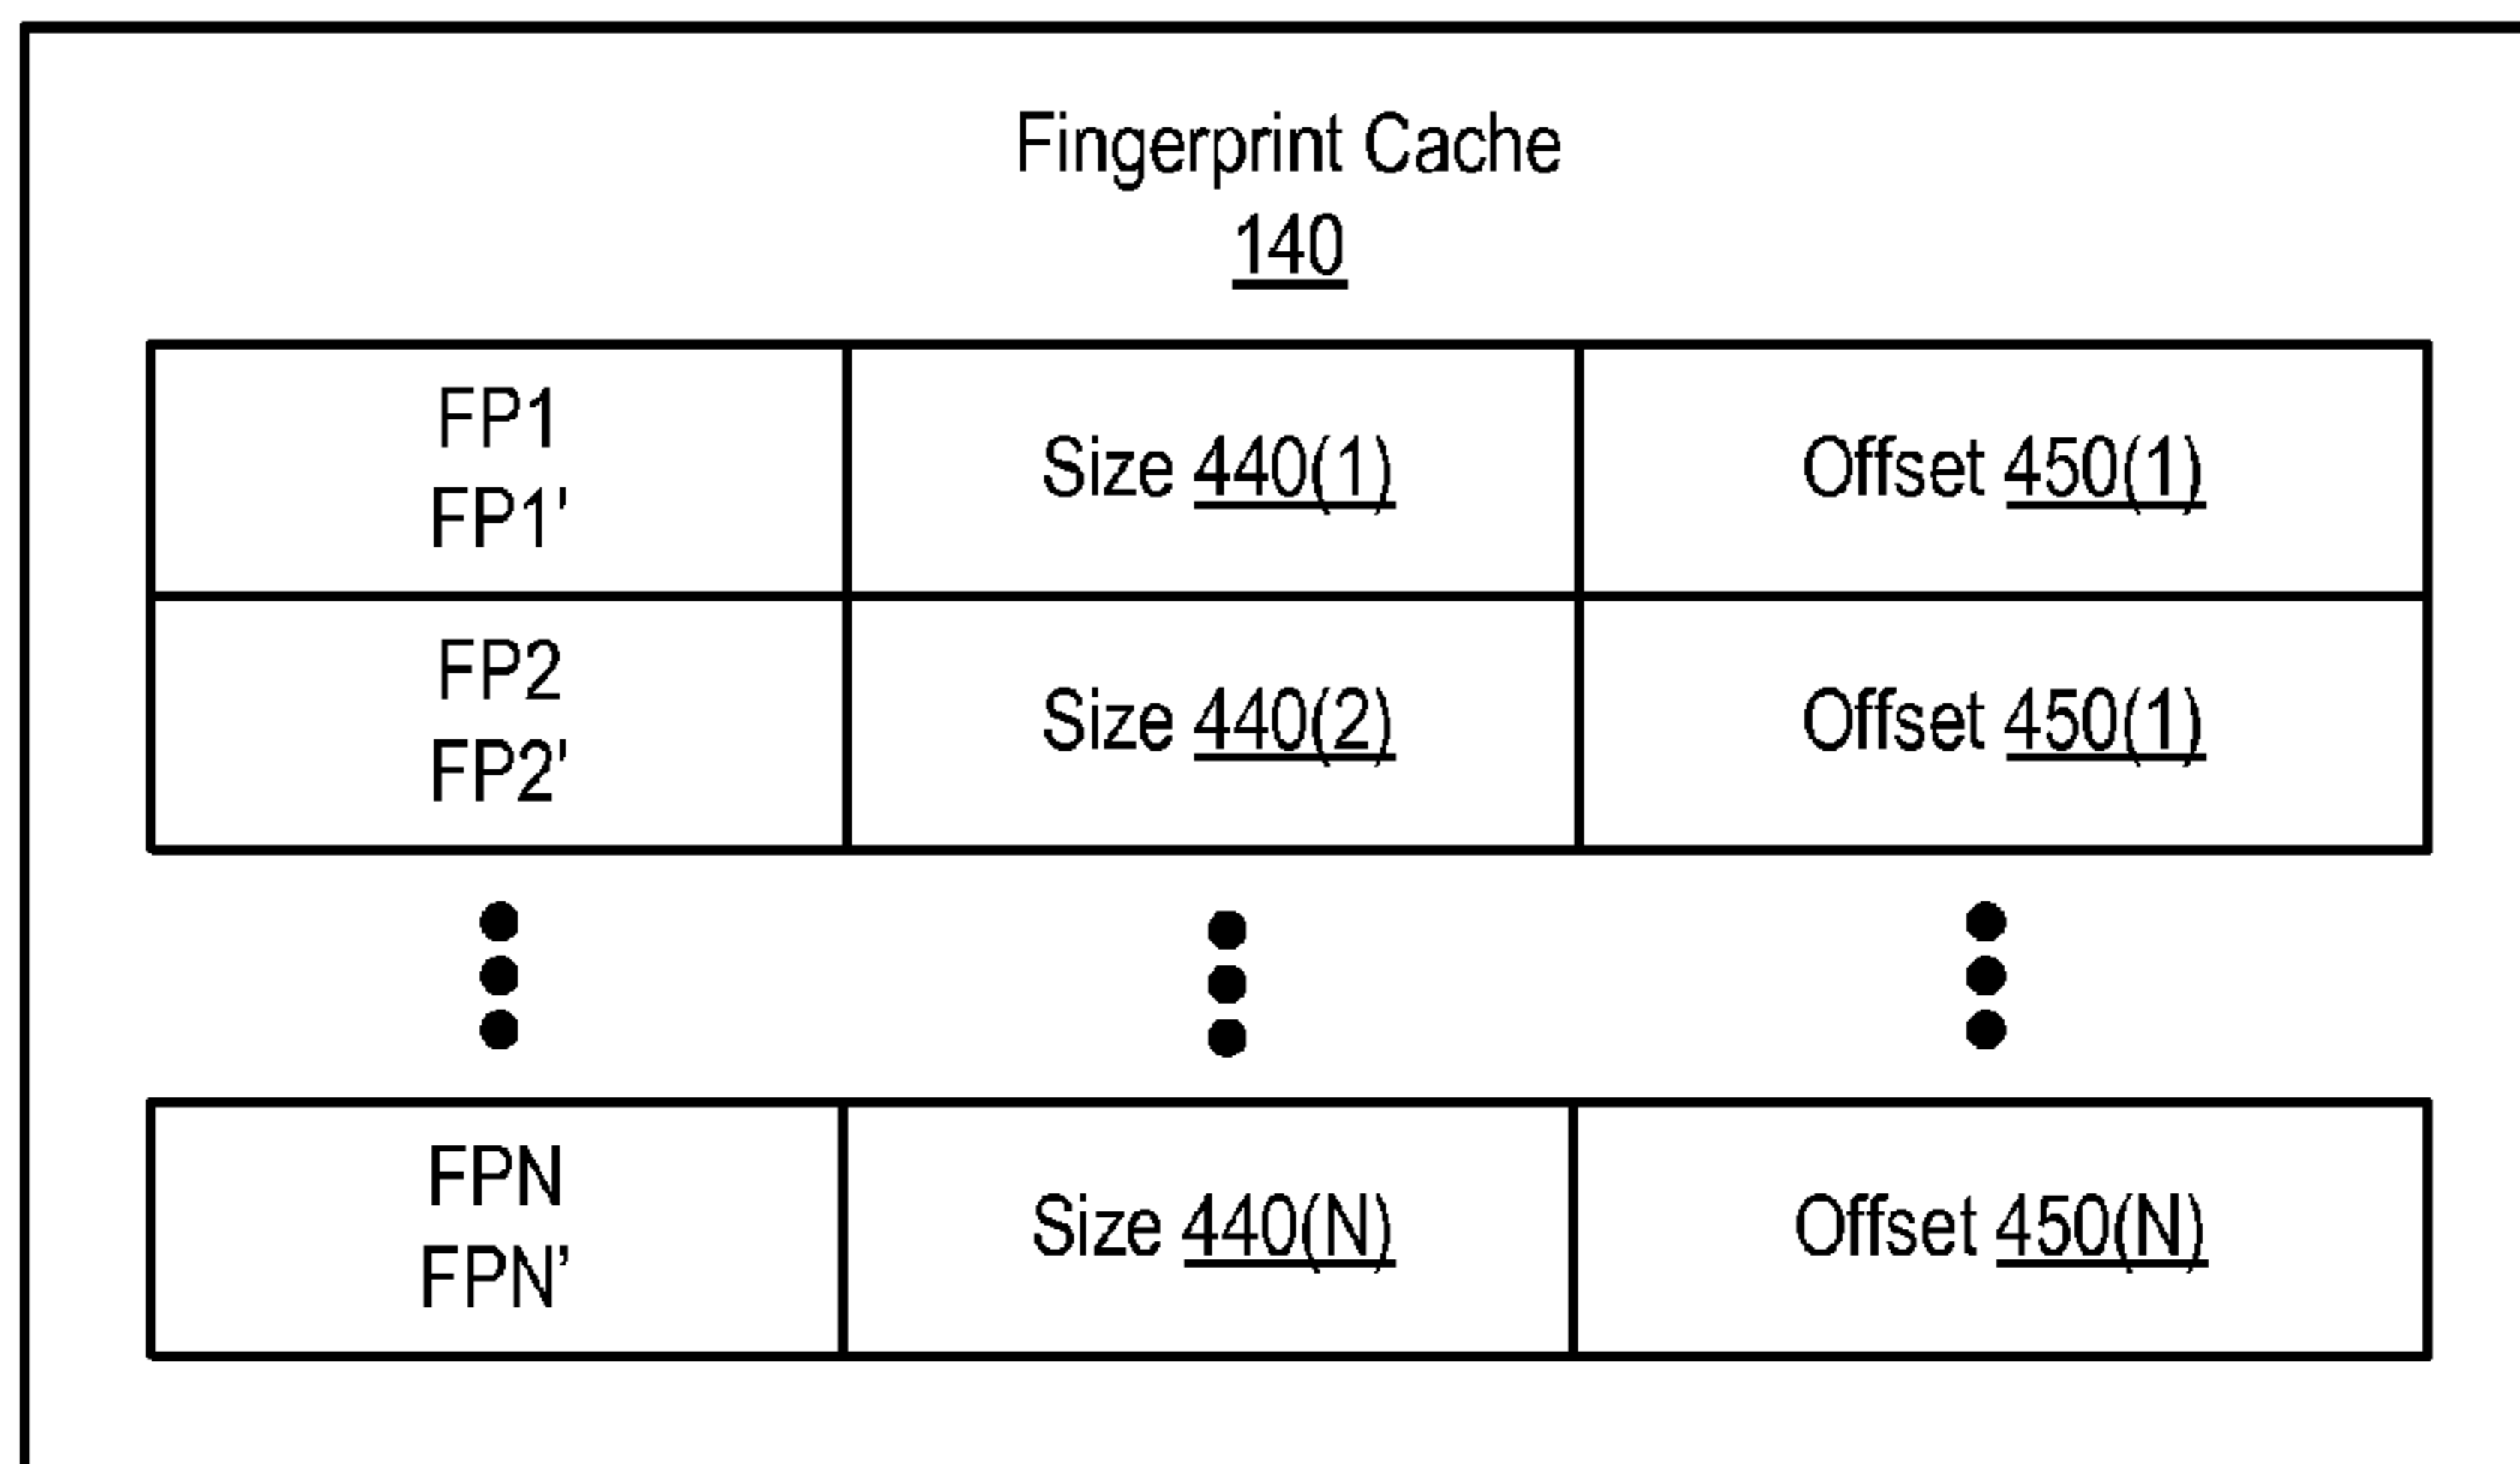 Fingerprint Cache
140
FP1
FP1'
Size 440(1)
Offset 450(1)
FP2
FP2'
Size 440(2)
Offset 450(1)
FPN
FPN’
Size 440(N)
Offset 450(N)